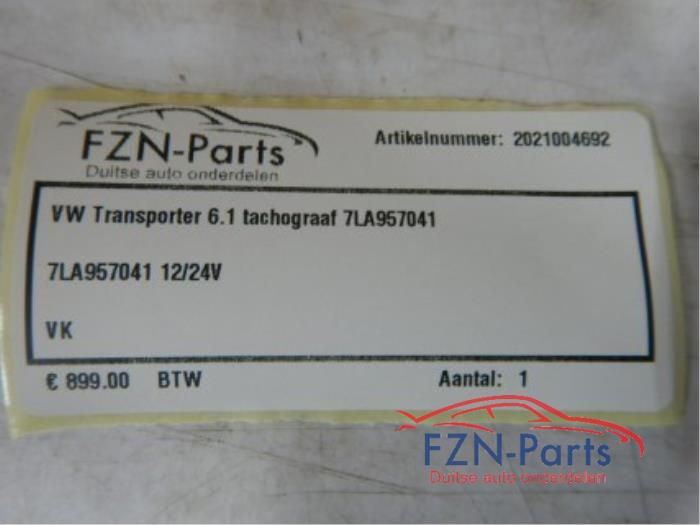 FZN-Parts
Duitse auto onderdelen
Artikelnummer: 2021004692
VW Transporter 6.1 tachograaf 7LA957041
7LA957041 12/24V
VK
€ 899.00 BTW
Aantal: 1
FZN-Parts
Duitse auto onderdelen